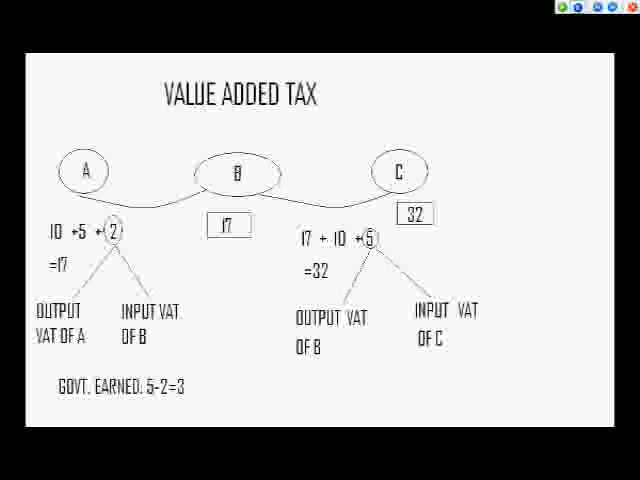 VALUE ADDED TAX
A
B
C
10 +5 +2
=17
17
17 + 10 +5
=32
32
OUTPUT
VAT OF A
INPUT VAT
OF B
OUTPUT VAT
OF B
INPUT VAT
OF C
GOVT. EARNED. 5-2=3